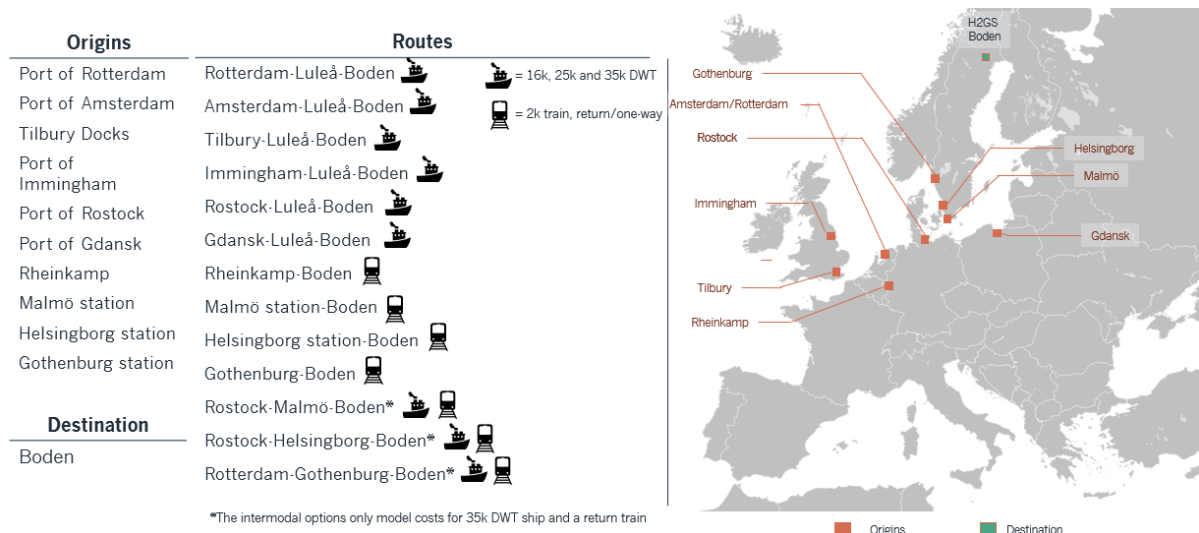 Origins
Port of Rotterdam
Port of Amsterdam
Tilbury Docks
Port of
Immingham
Port of Rostock
Port of Gdansk
Rheinkamp
Malmö station
Helsingborg station
Gothenburg station
Destination
Boden
Routes
Rotterdam-Luleå-Boden
Amsterdam-Luleå-Boden
Tilbury-Luleå-Boden
Immingham-Luleå-Boden
Rostock-Luleå-Boden
Gdansk-Luleå-Boden
Rheinkamp-Boden
Malmö station-Boden
Helsingborg station-Boden
Gothenburg-Boden
Rostock-Malmö-Boden*
Rostock-Helsingborg-Boden*
Rotterdam-Gothenburg-Boden*
= 16k, 25k and 35k DWT
= 2k train, return/one-way
*The intermodal options only model costs for 35k DWT ship and a return train
H2GS
Boden
Gothenburg
Amsterdam/Rotterdam
Rostock
Helsingborg
Malmö
Immingham
Gdansk
Tilbury
Rheinkamp
Origins
Destination